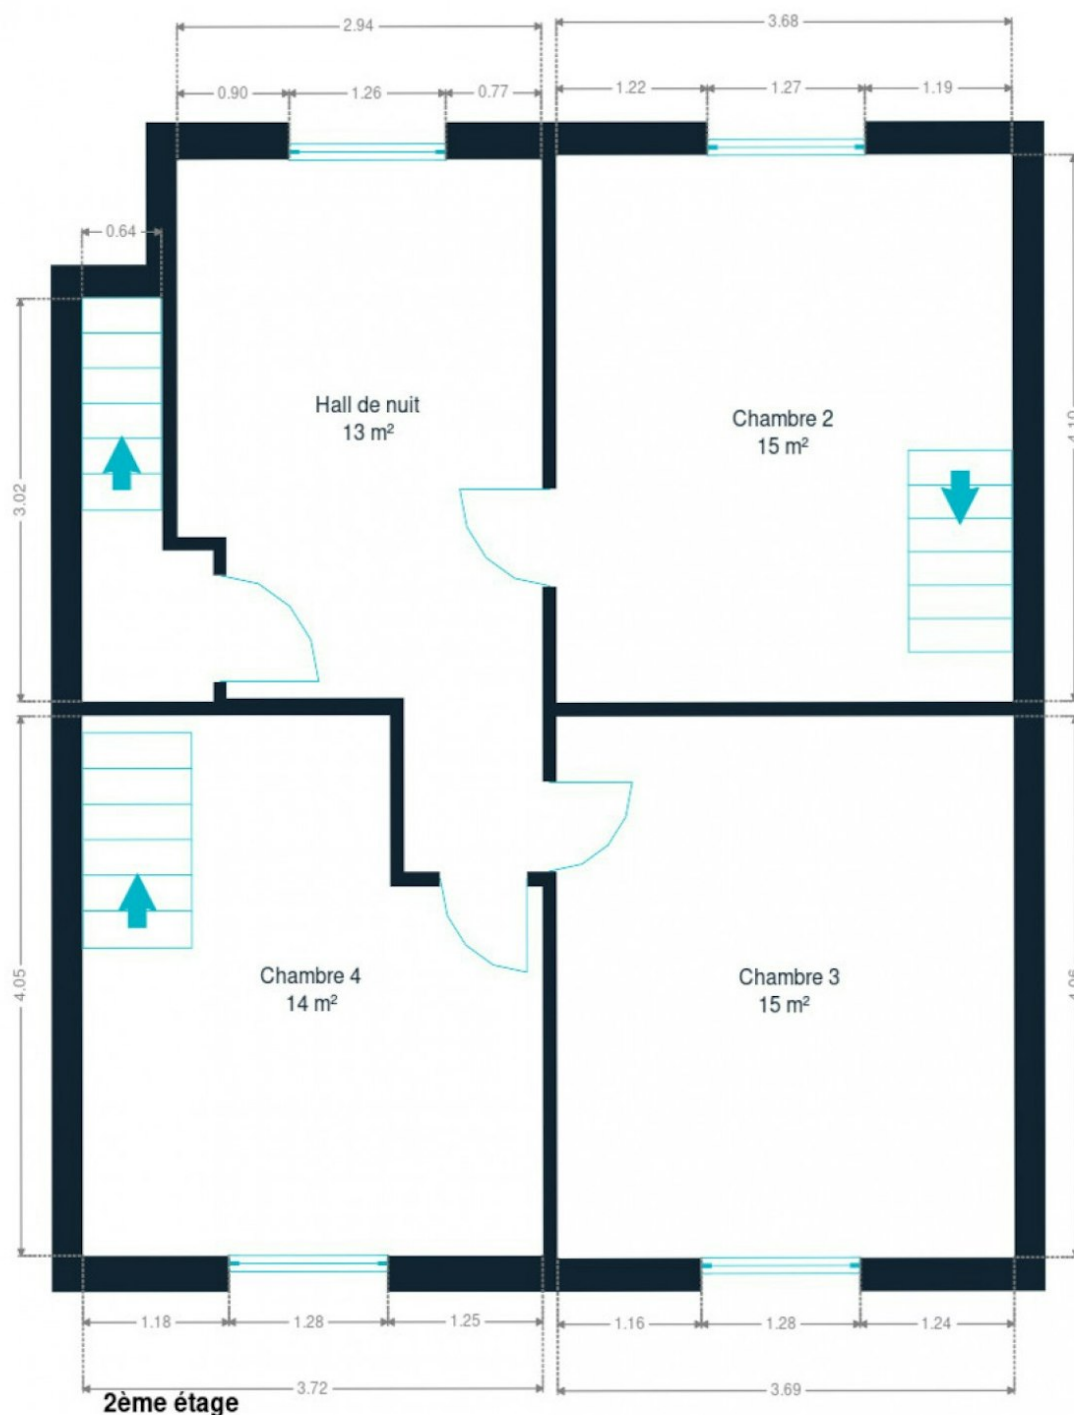 2.94
3.68
0.90
1.26
0.77
1.22
1.27
1.19
0.64
Hall de nuit
13 m²
Chambre 2
15 m²
3.02
Chambre 4
14 m²
Chambre 3
15 m²
4.05
1.18
1.28
1.25
1.16
1.28
1.24
3.72
3.69
2ème étage